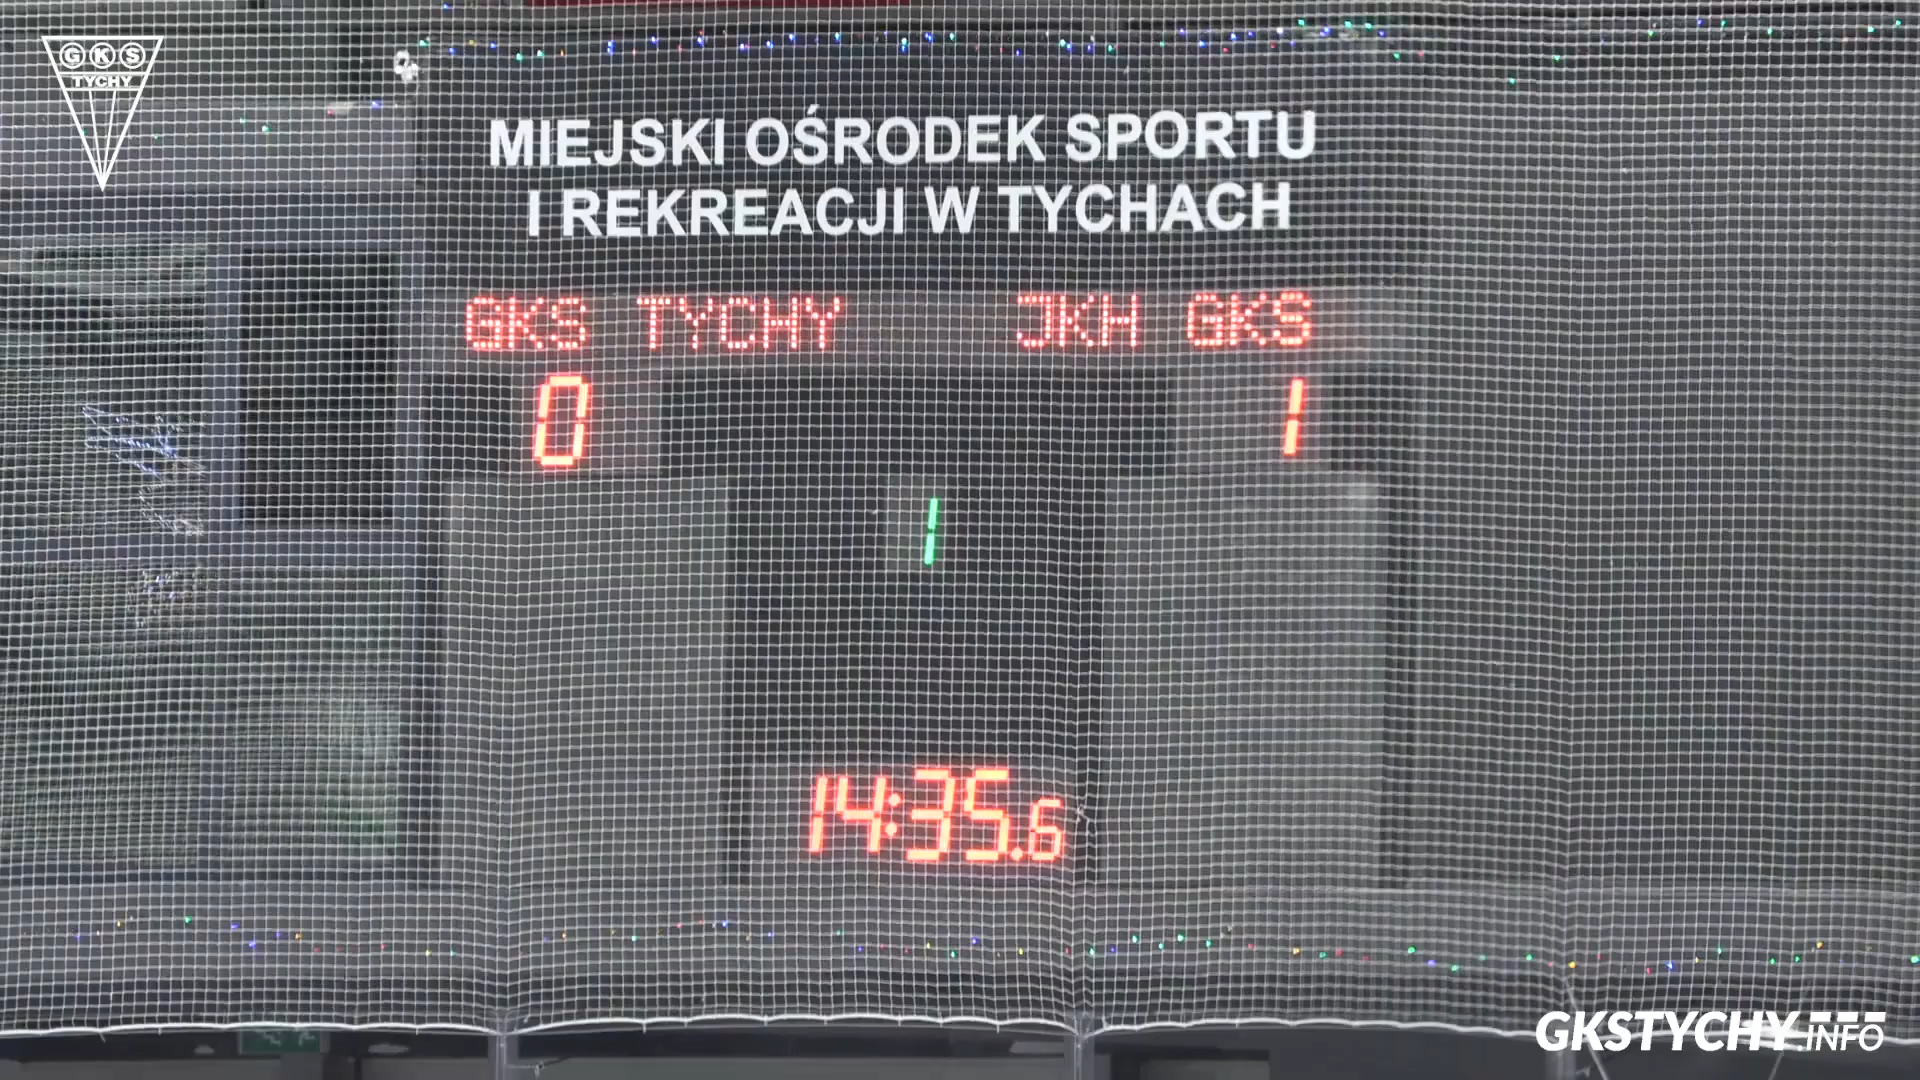 GKS
TYCHY
MIEJSKI OŚRODEK SPORTU
I REKREACJI W TYCHACH
GKS TYCHY JKH GKS
0 1
1
14:35.6
GKSTYCHY.INFO